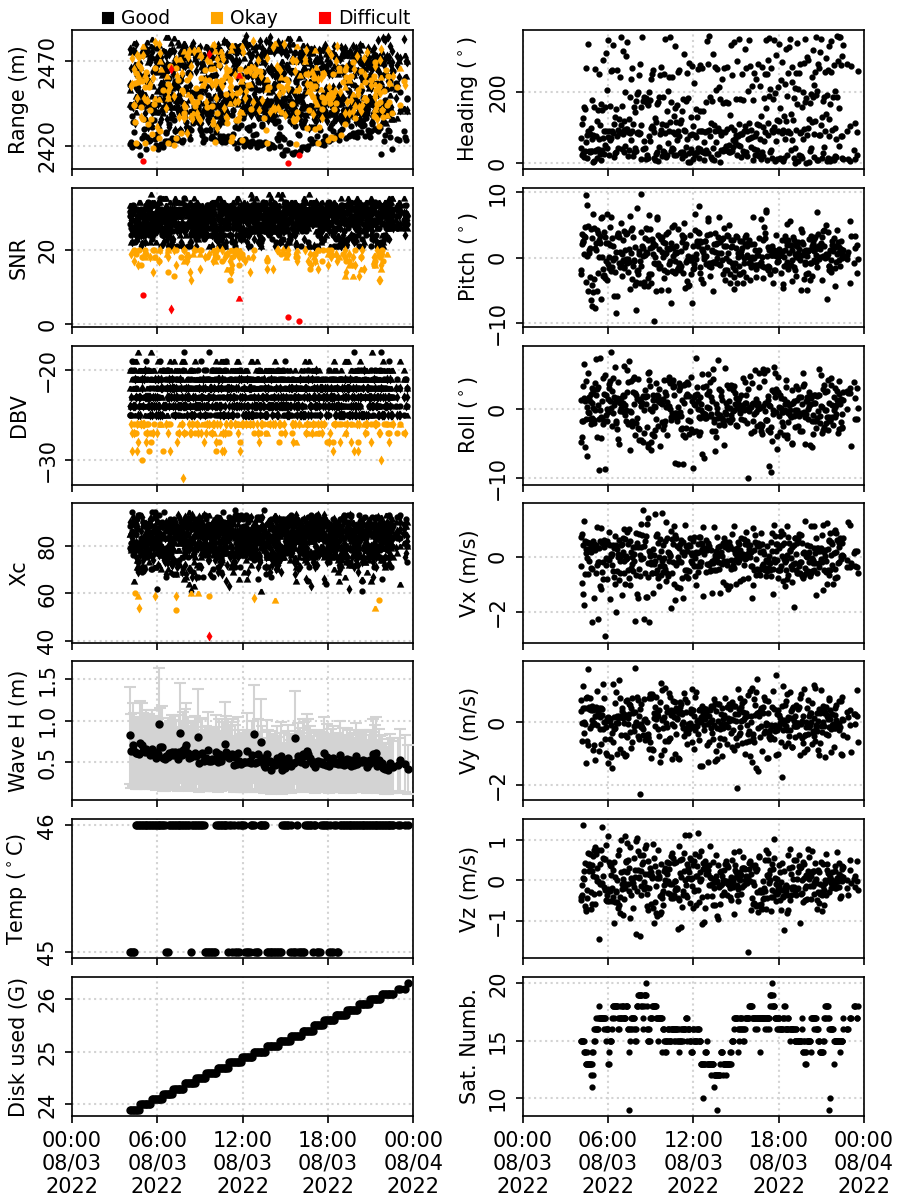 Good Okay Difficult
Range (m)
2470
2420
Heading (°)
200
0
SNR
20
0
Pitch (°)
10
0
−10
DBV
−20
−30
Roll (°)
0
−10
Xc
80
60
40
Vx (m/s)
0
−2
Wave H (m)
1.5
1.0
0.5
Vy (m/s)
0
−2
Temp (°C)
46
45
Vz (m/s)
1
0
−1
Disk used (G)
26
25
24
Sat. Numb.
20
15
10
00:00 06:00 12:00 18:00 00:00
08/03 08/03 08/03 08/03 08/04
2022 2022 2022 2022 2022
00:00 06:00 12:00 18:00 00:00
08/03 08/03 08/03 08/03 08/04
2022 2022 2022 2022 2022